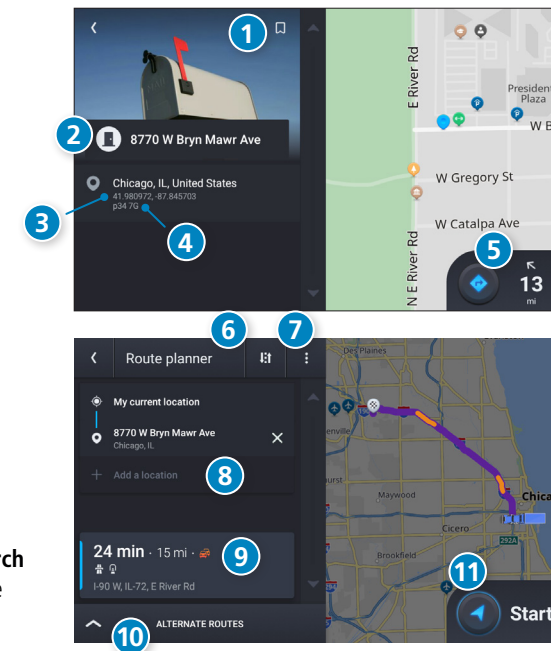 1
2
8770 W Bryn Mawr Ave
Chicago, IL, United States
41.980972, -87.845703
p34 7G
3
4
E River Rd
President
Plaza
W B
W Gregory St
W Catalpa Ave
N E River Rd
5
13
mi
6
7
Route planner
My current location
8770 W Bryn Mawr Ave
Chicago, IL
+ Add a location
8
24 min · 15 mi ·
9
I-90 W, IL-72, E River Rd
10
ALTERNATE ROUTES
Des Plaines
enville
hurst
Maywood
Cicero
Chica
Brookfield
292A
11
Start
rch
e